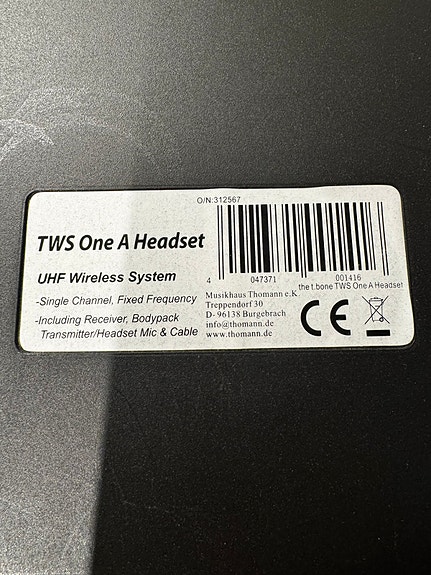 O/N:312567
TWS One A Headset
UHF Wireless System
-Single Channel, Fixed Frequency
-Including Receiver, Bodypack
Transmitter/Headset Mic & Cable
4 047371 001416
the t.bone TWS One A Headset
Musikhaus Thomann e.K
Treppendorf 30
D- 96138 Burgebrach
info@thomann.de
www.thomann.de
CE